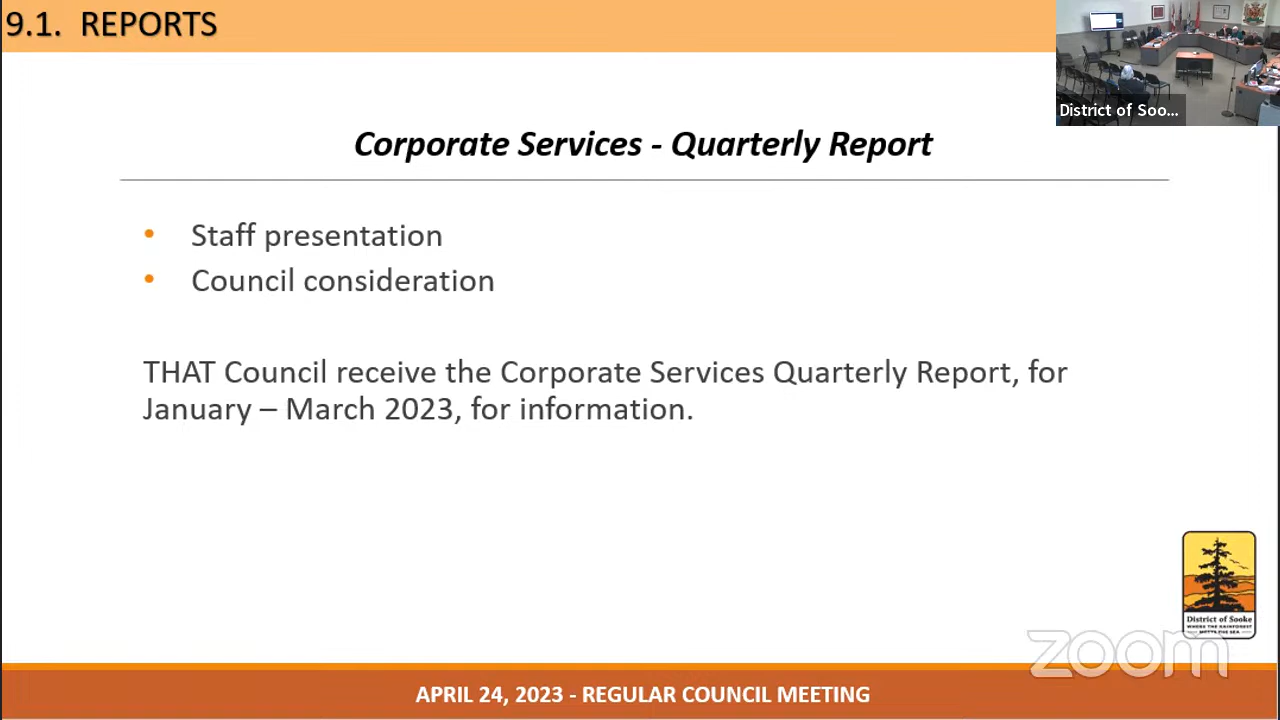 9.1. REPORTS
District of Soo...
Corporate Services - Quarterly Report
• Staff presentation
• Council consideration
THAT Council receive the Corporate Services Quarterly Report, for
January – March 2023, for information.
District of Sooke
WHERE THE RAINFOREST
MEETS THE SEA
zoom
APRIL 24, 2023 - REGULAR COUNCIL MEETING